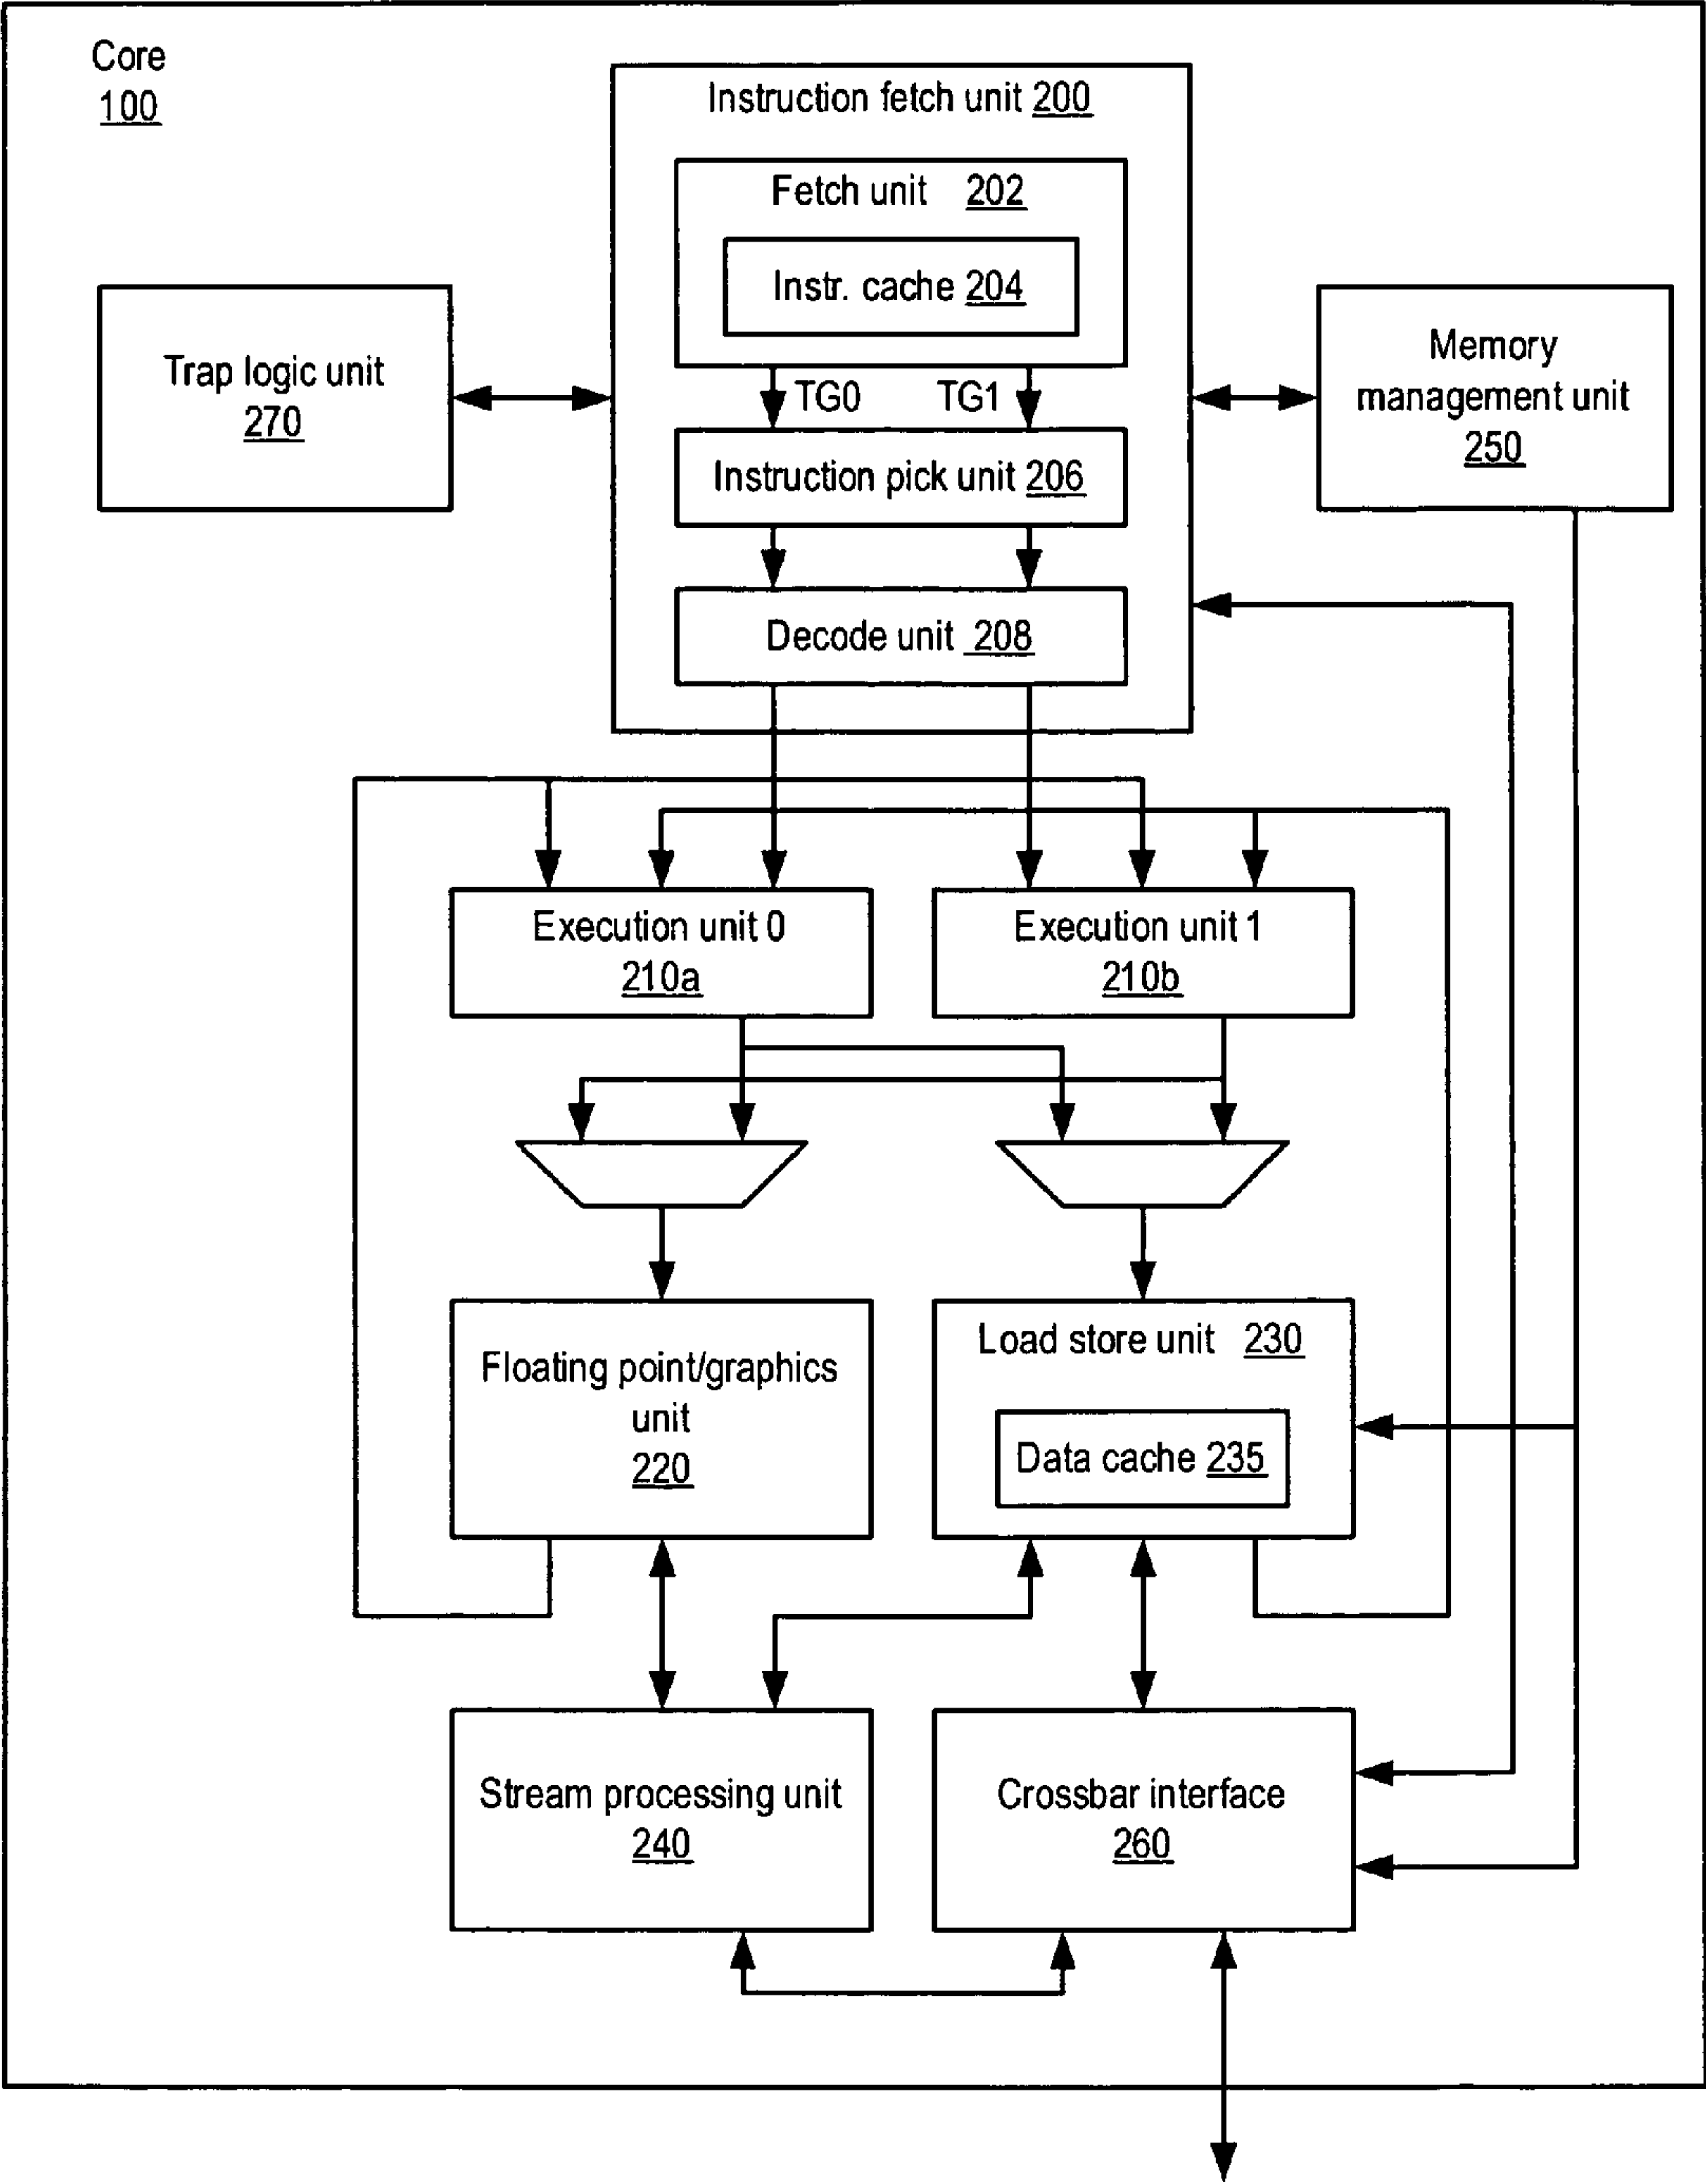 Core
100
Instruction fetch unit 200
Fetch unit 202
Instr. cache 204
Trap logic unit
270
Memory
management unit
250
TG0 TG1
Instruction pick unit 206
Decode unit 208
Execution unit 0
210a
Execution unit 1
210b
Floating point/graphics
unit
220
Load store unit 230
Data cache 235
Stream processing unit
240
Crossbar interface
260